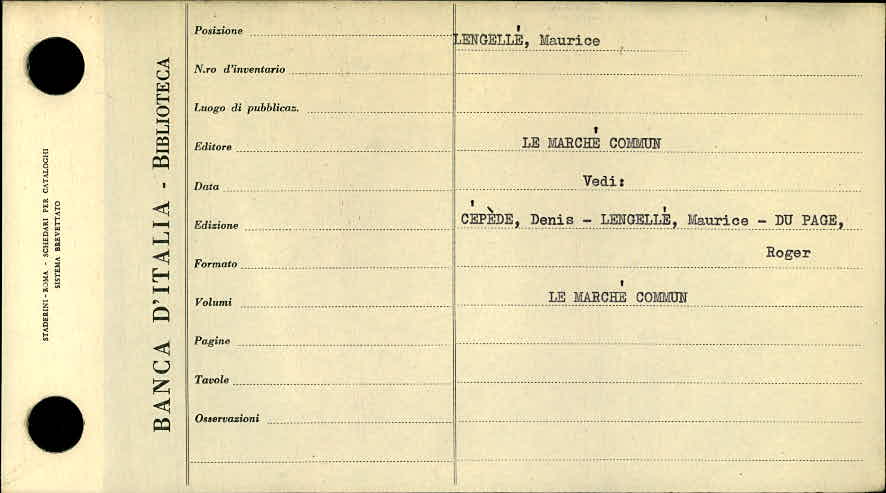 STADERINI - ROMA - SCHEDARI PER CATALOGHI
SISTEMA BREVETTATO
BANCA D'ITALIA - BIBLIOTECA
Posizione
N.ro d'inventario
Luogo di pubblicaz.
Editore
Data
Edizione
Formato
Volumi
Pagine
Tavole
Osservazioni
LENGELLÉ, Maurice
LE MARCHÉ COMMUN
Vedi:
CÉPÈDE, Denis - LENGELLÉ, Maurice - DU PAGE,
Roger
LE MARCHÉ COMMUN